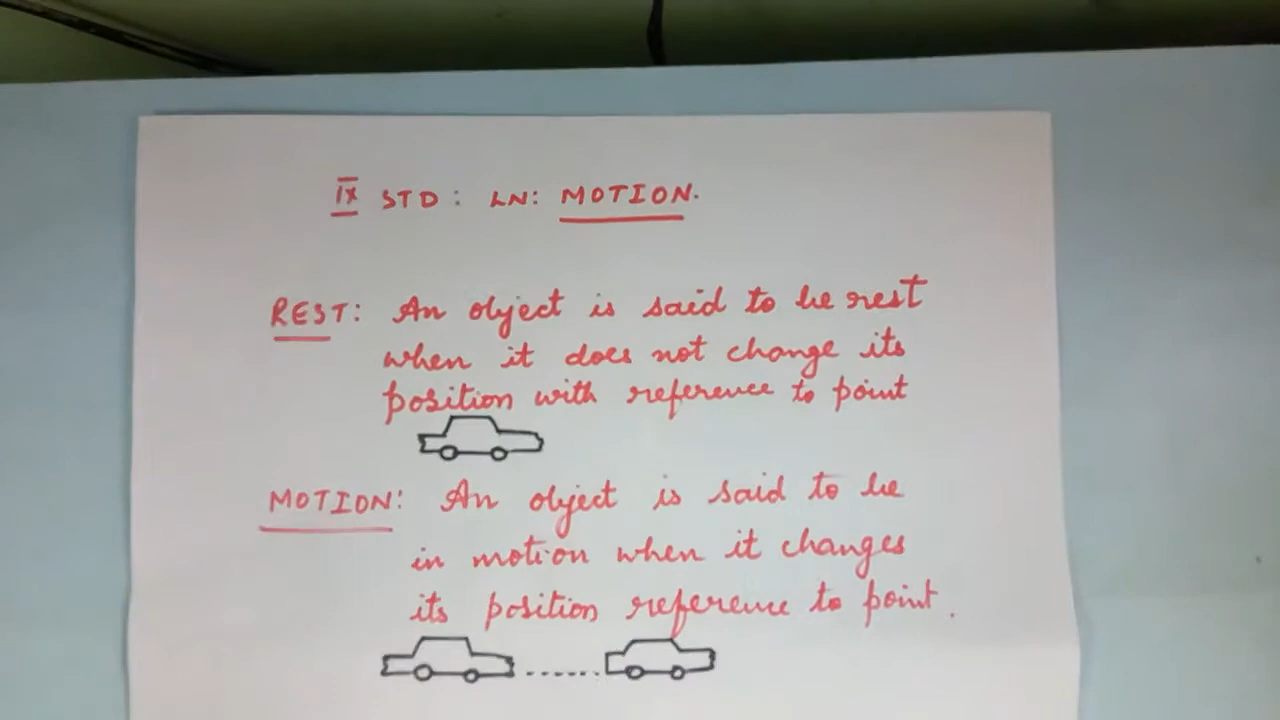 IX STD: LN: MOTION.
REST: An object is said to be rest
when it does not change its
position with reference to point
MOTION: An object is said to be
in motion when it changes
its position reference to point.